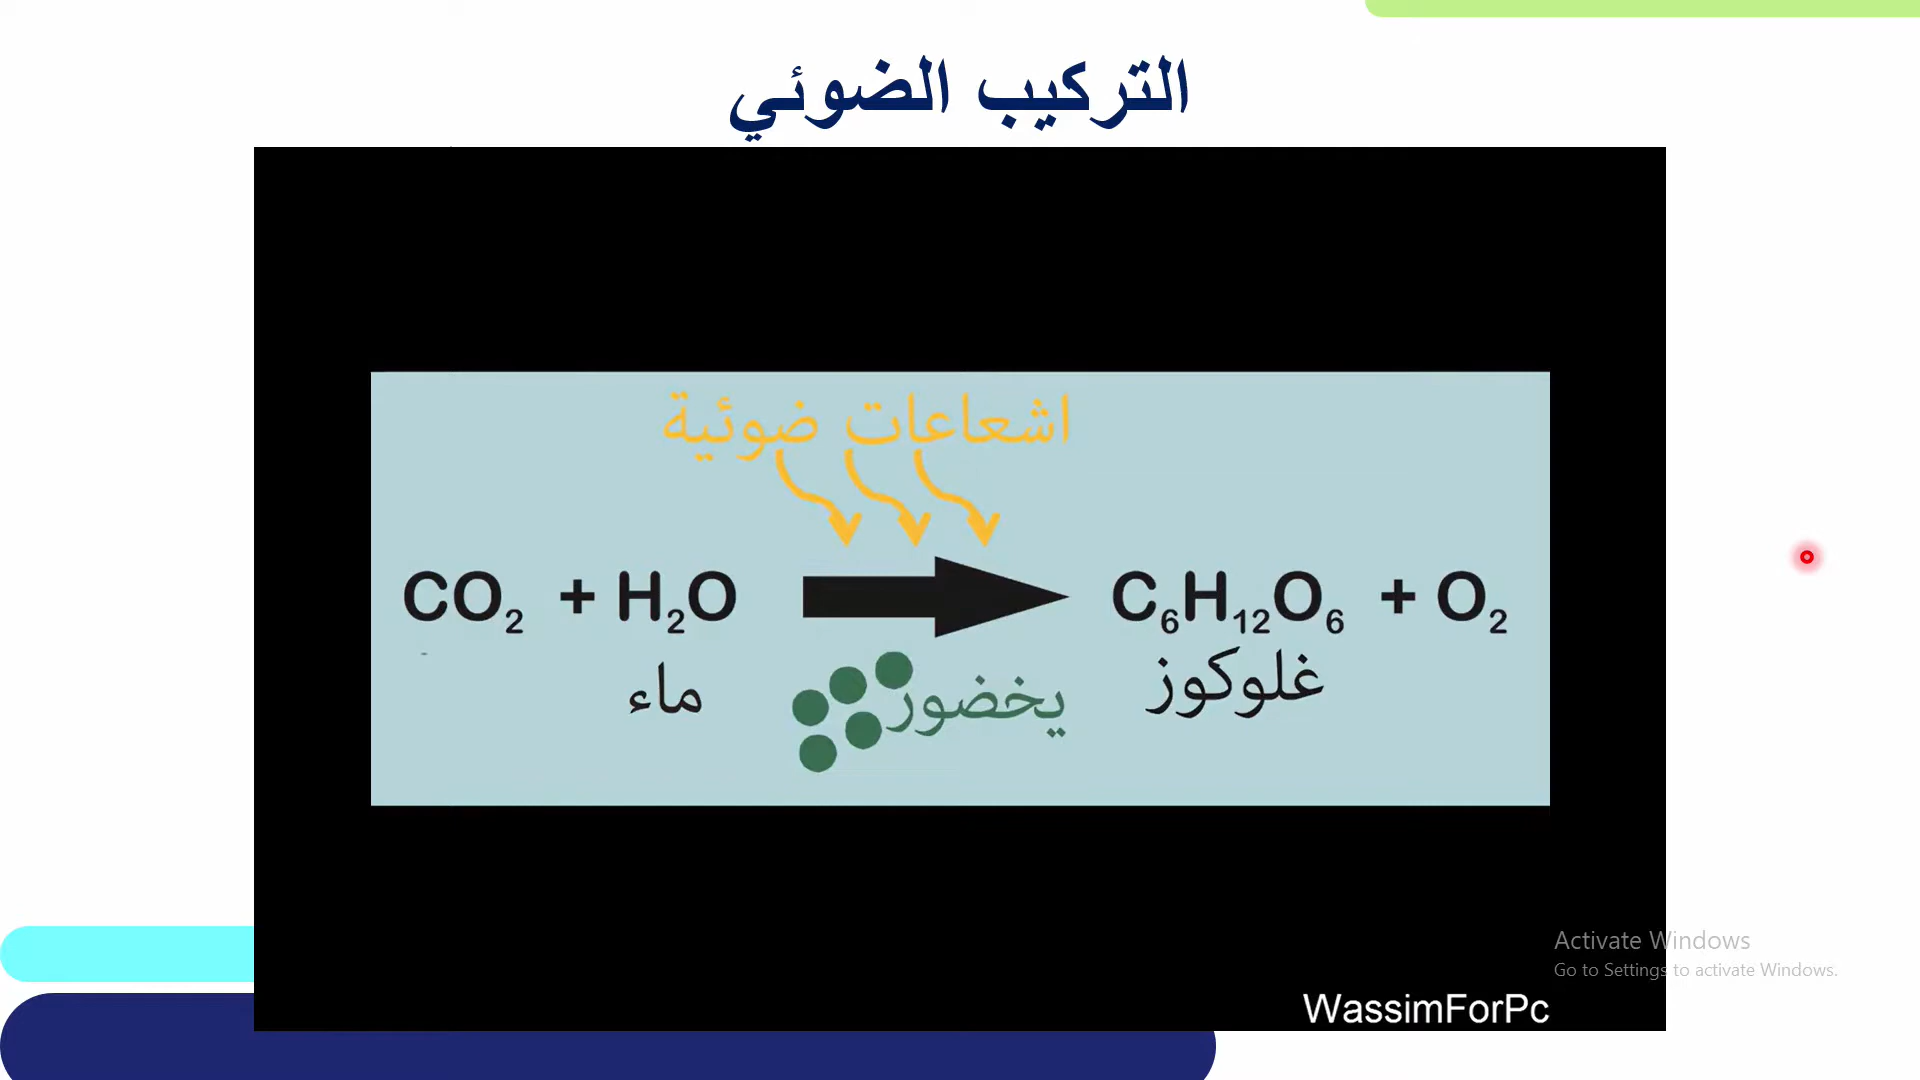 التركيب الضوئي
اشعاعات ضوئية
CO₂ + H₂O C₆H₁₂O₆ + O₂
ماء يخضور غلوكوز
Activate Windows
Go to Settings to activate Windows.
WassimForPc